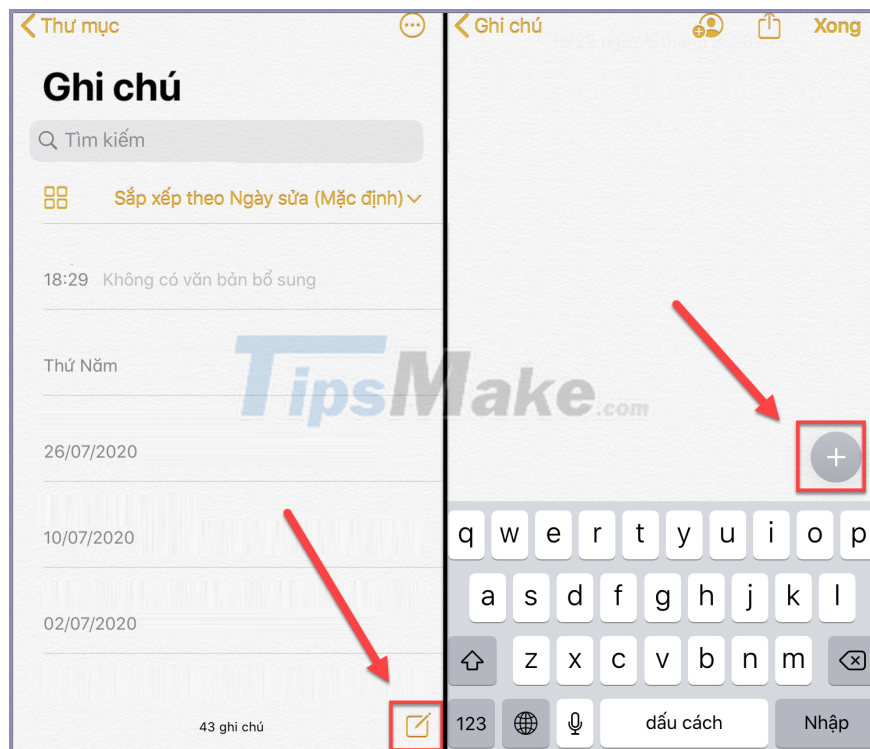 Thư mục
Ghi chú
Tìm kiếm
Sắp xếp theo Ngày sửa (Mặc định)
18:29 Không có văn bản bổ sung
Thứ Năm
26/07/2020
10/07/2020
02/07/2020
43 ghi chú
TipsMake.com
Ghi chú
Xong
q w e r t y u i o p
a s d f g h j k l
z x c v b n m
123 dấu cách Nhập